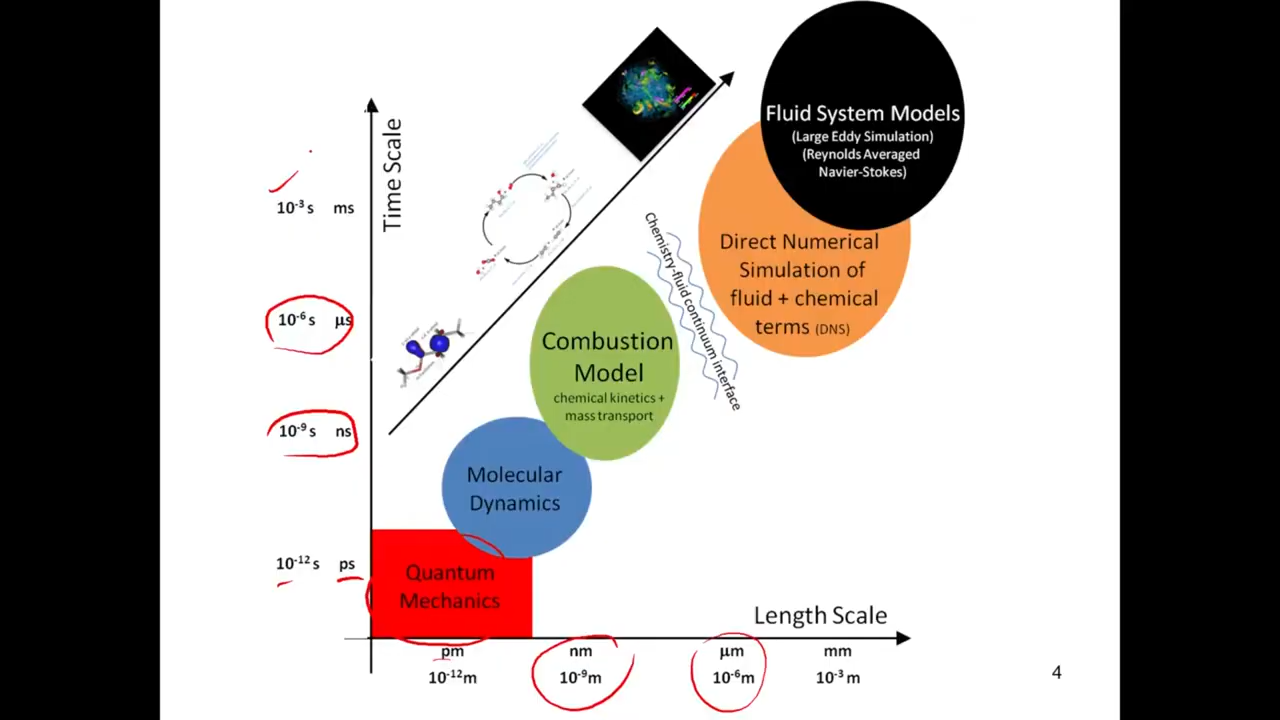 Fluid System Models
(Large Eddy Simulation)
(Reynolds Averaged
Navier-Stokes)
Time Scale
10⁻³ s ms
10⁻⁶ s µs
10⁻⁹ s ns
10⁻¹² s ps
Chemistry-fluid continuum interface
Direct Numerical
Simulation of
fluid + chemical
terms (DNS)
Combustion
Model
chemical kinetics +
mass transport
Molecular
Dynamics
Quantum
Mechanics
Length Scale
pm nm µm mm
10⁻¹²m 10⁻⁹m 10⁻⁶m 10⁻³ m
4